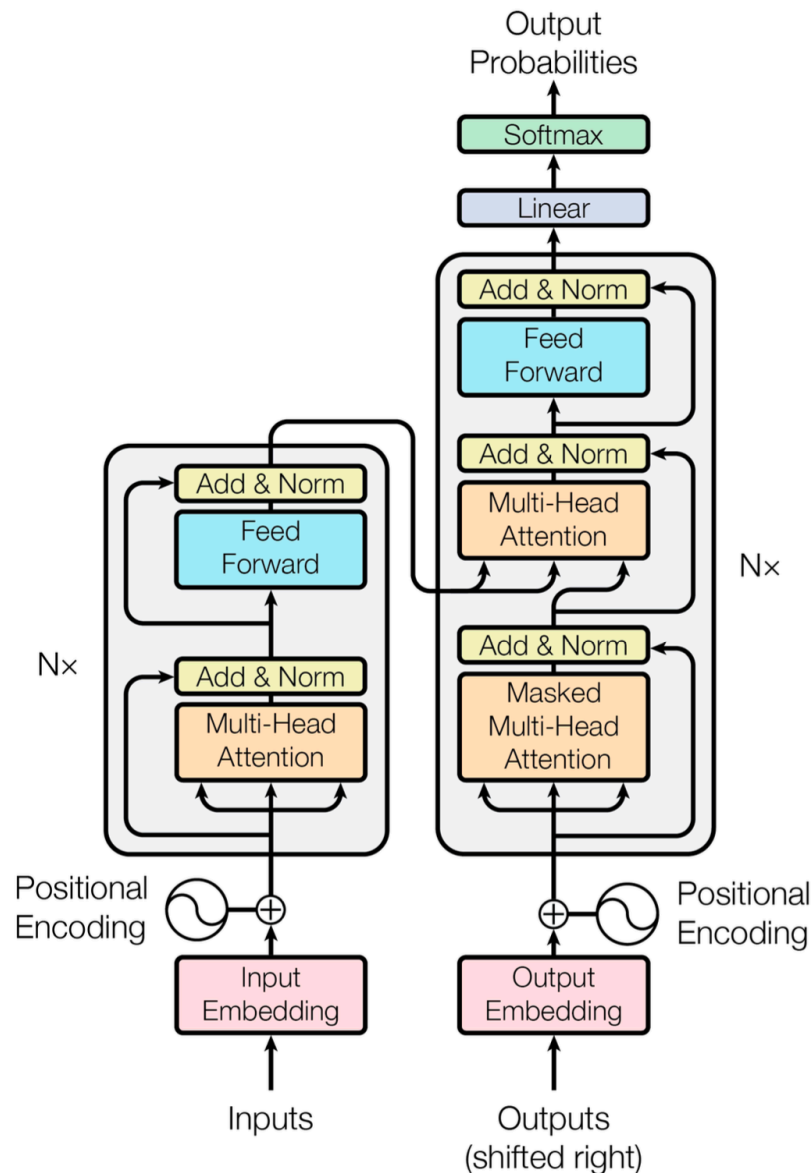 Output
Probabilities
Softmax
Linear
Add & Norm
Feed
Forward
Add & Norm
Multi-Head
Attention
Nx
Add & Norm
Masked
Multi-Head
Attention
Add & Norm
Feed
Forward
Nx
Add & Norm
Multi-Head
Attention
Positional
Encoding
Positional
Encoding
Input
Embedding
Output
Embedding
Inputs
Outputs
(shifted right)